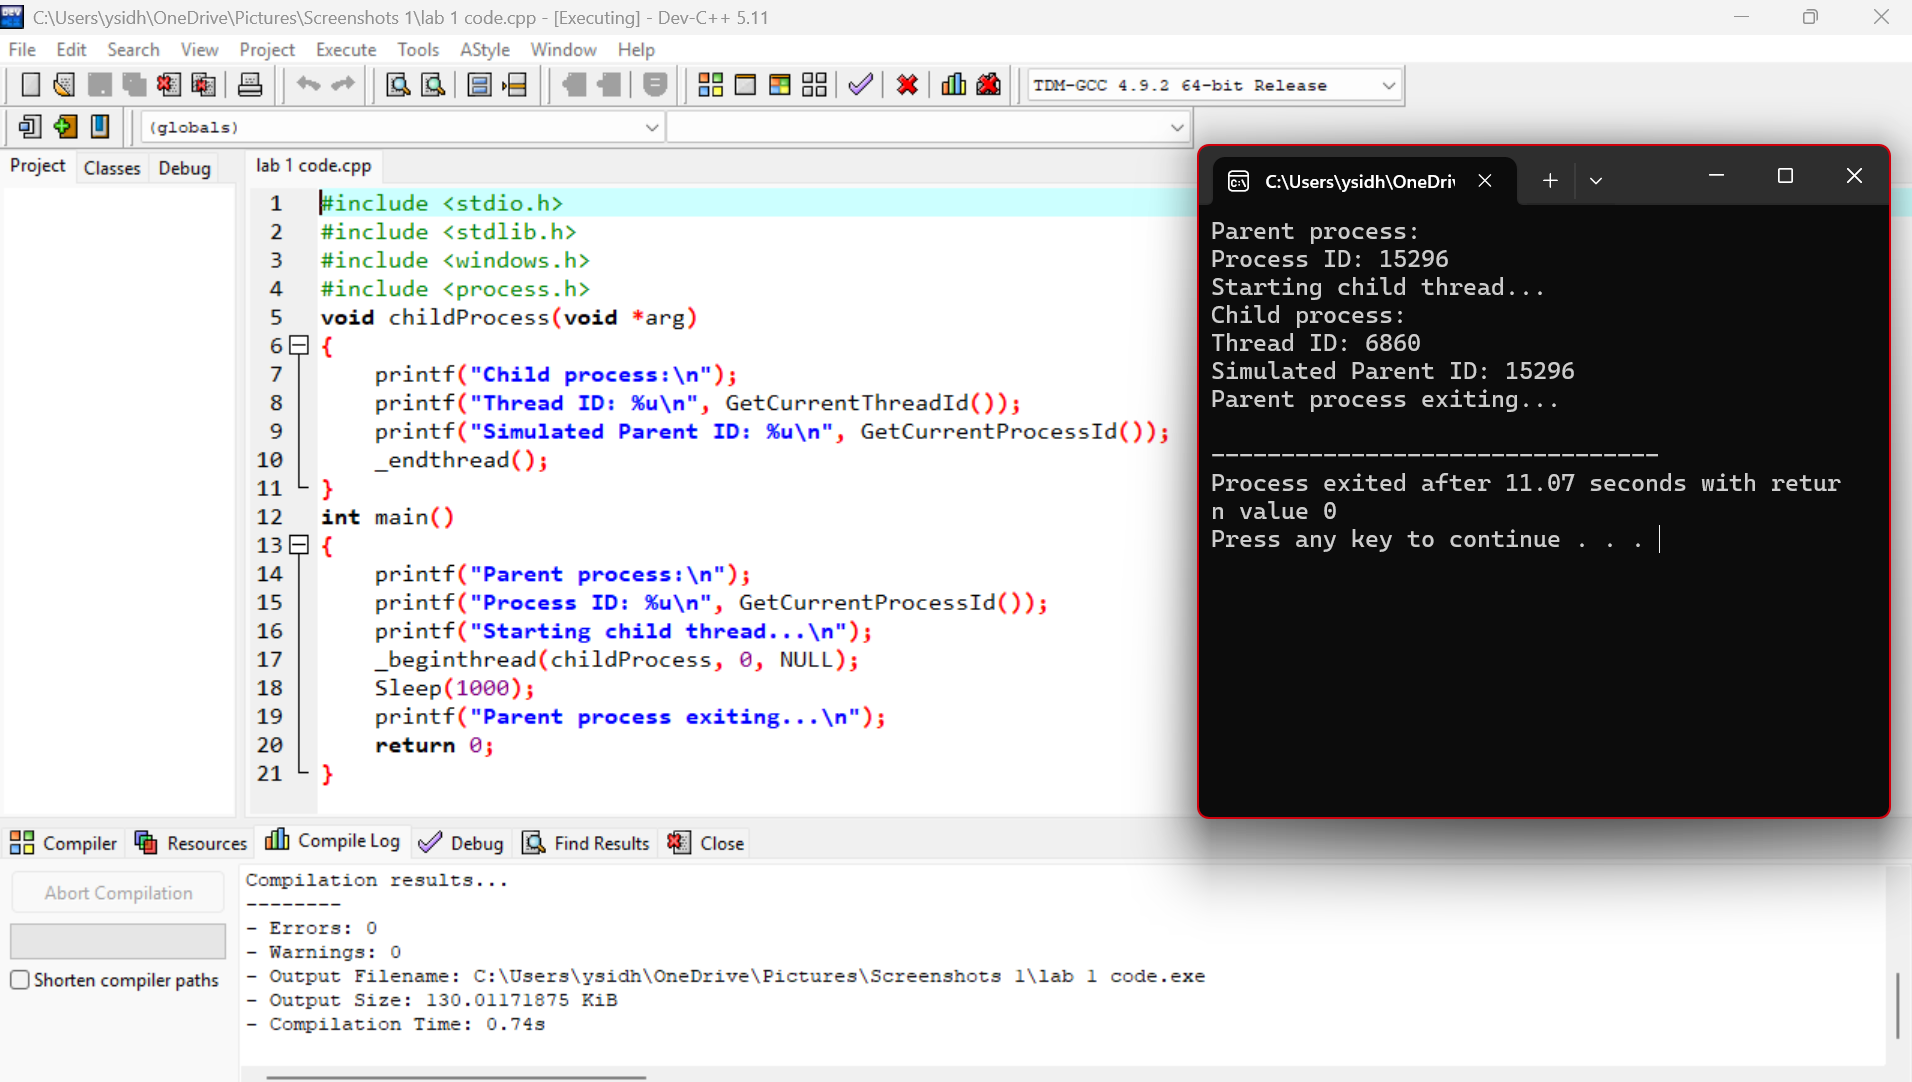 C:\Users\ysidh\OneDrive\Pictures\Screenshots 1\lab 1 code.cpp - [Executing] - Dev-C++ 5.11
File Edit Search View Project Execute Tools AStyle Window Help
TDM-GCC 4.9.2 64-bit Release
(globals)
Project Classes Debug
lab 1 code.cpp
1 #include <stdio.h>
2 #include <stdlib.h>
3 #include <windows.h>
4 #include <process.h>
5 void childProcess(void *arg)
6 {
7 printf("Child process:\n");
8 printf("Thread ID: %u\n", GetCurrentThreadId());
9 printf("Simulated Parent ID: %u\n", GetCurrentProcessId());
10 _endthread();
11 }
12 int main()
13 {
14 printf("Parent process:\n");
15 printf("Process ID: %u\n", GetCurrentProcessId());
16 printf("Starting child thread...\n");
17 _beginthread(childProcess, 0, NULL);
18 Sleep(1000);
19 printf("Parent process exiting...\n");
20 return 0;
21 }
C:\Users\ysidh\OneDri
Parent process:
Process ID: 15296
Starting child thread...
Child process:
Thread ID: 6860
Simulated Parent ID: 15296
Parent process exiting...
--------------------------------
Process exited after 11.07 seconds with retur
n value 0
Press any key to continue . . .
Compiler Resources Compile Log Debug Find Results Close
Abort Compilation
Shorten compiler paths
Compilation results...
--------
- Errors: 0
- Warnings: 0
- Output Filename: C:\Users\ysidh\OneDrive\Pictures\Screenshots 1\lab 1 code.exe
- Output Size: 130.01171875 KiB
- Compilation Time: 0.74s